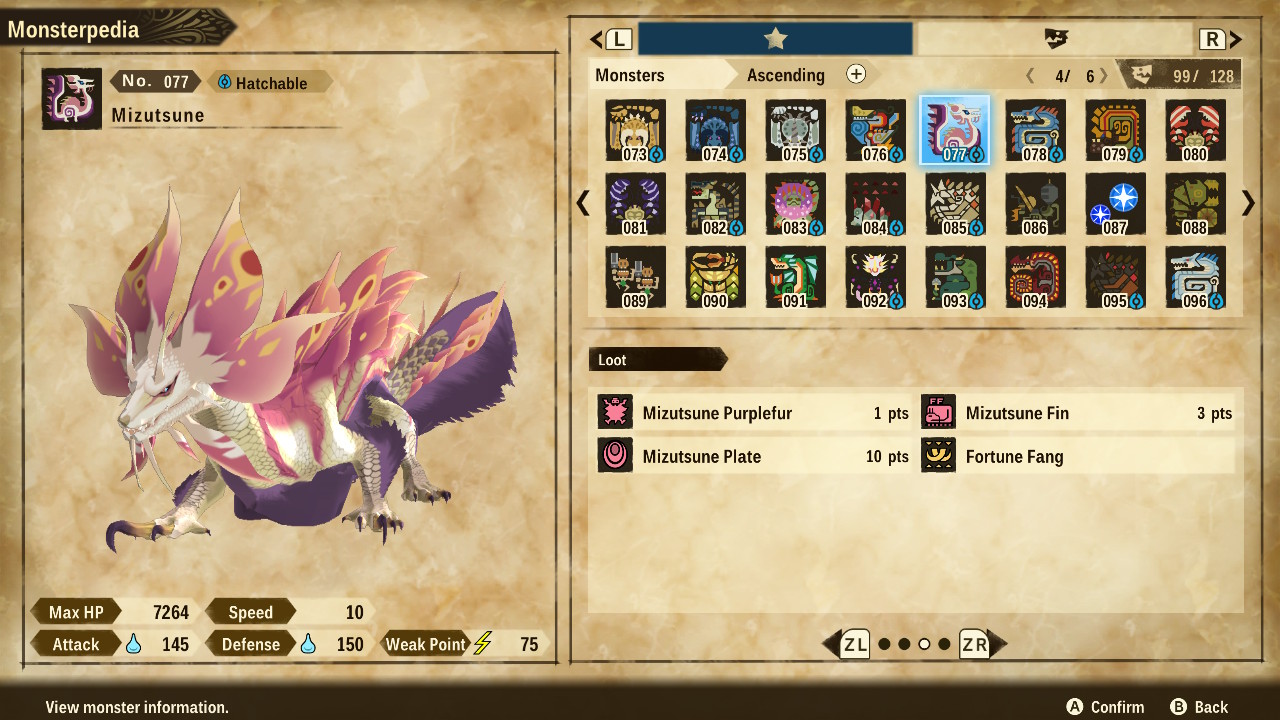 Monsterpedia
No. 077
Hatchable
Mizutsune
Max HP 7264
Speed 10
Attack 145
Defense 150
Weak Point 75
L
R
Monsters
Ascending
4/ 6
99/ 128
073 074 075 076 077 078 079 080
081 082 083 084 085 086 087 088
089 090 091 092 093 094 095 096
Loot
Mizutsune Purplefur 1 pts
Mizutsune Fin 3 pts
Mizutsune Plate 10 pts
Fortune Fang
ZL
ZR
View monster information.
A Confirm
B Back